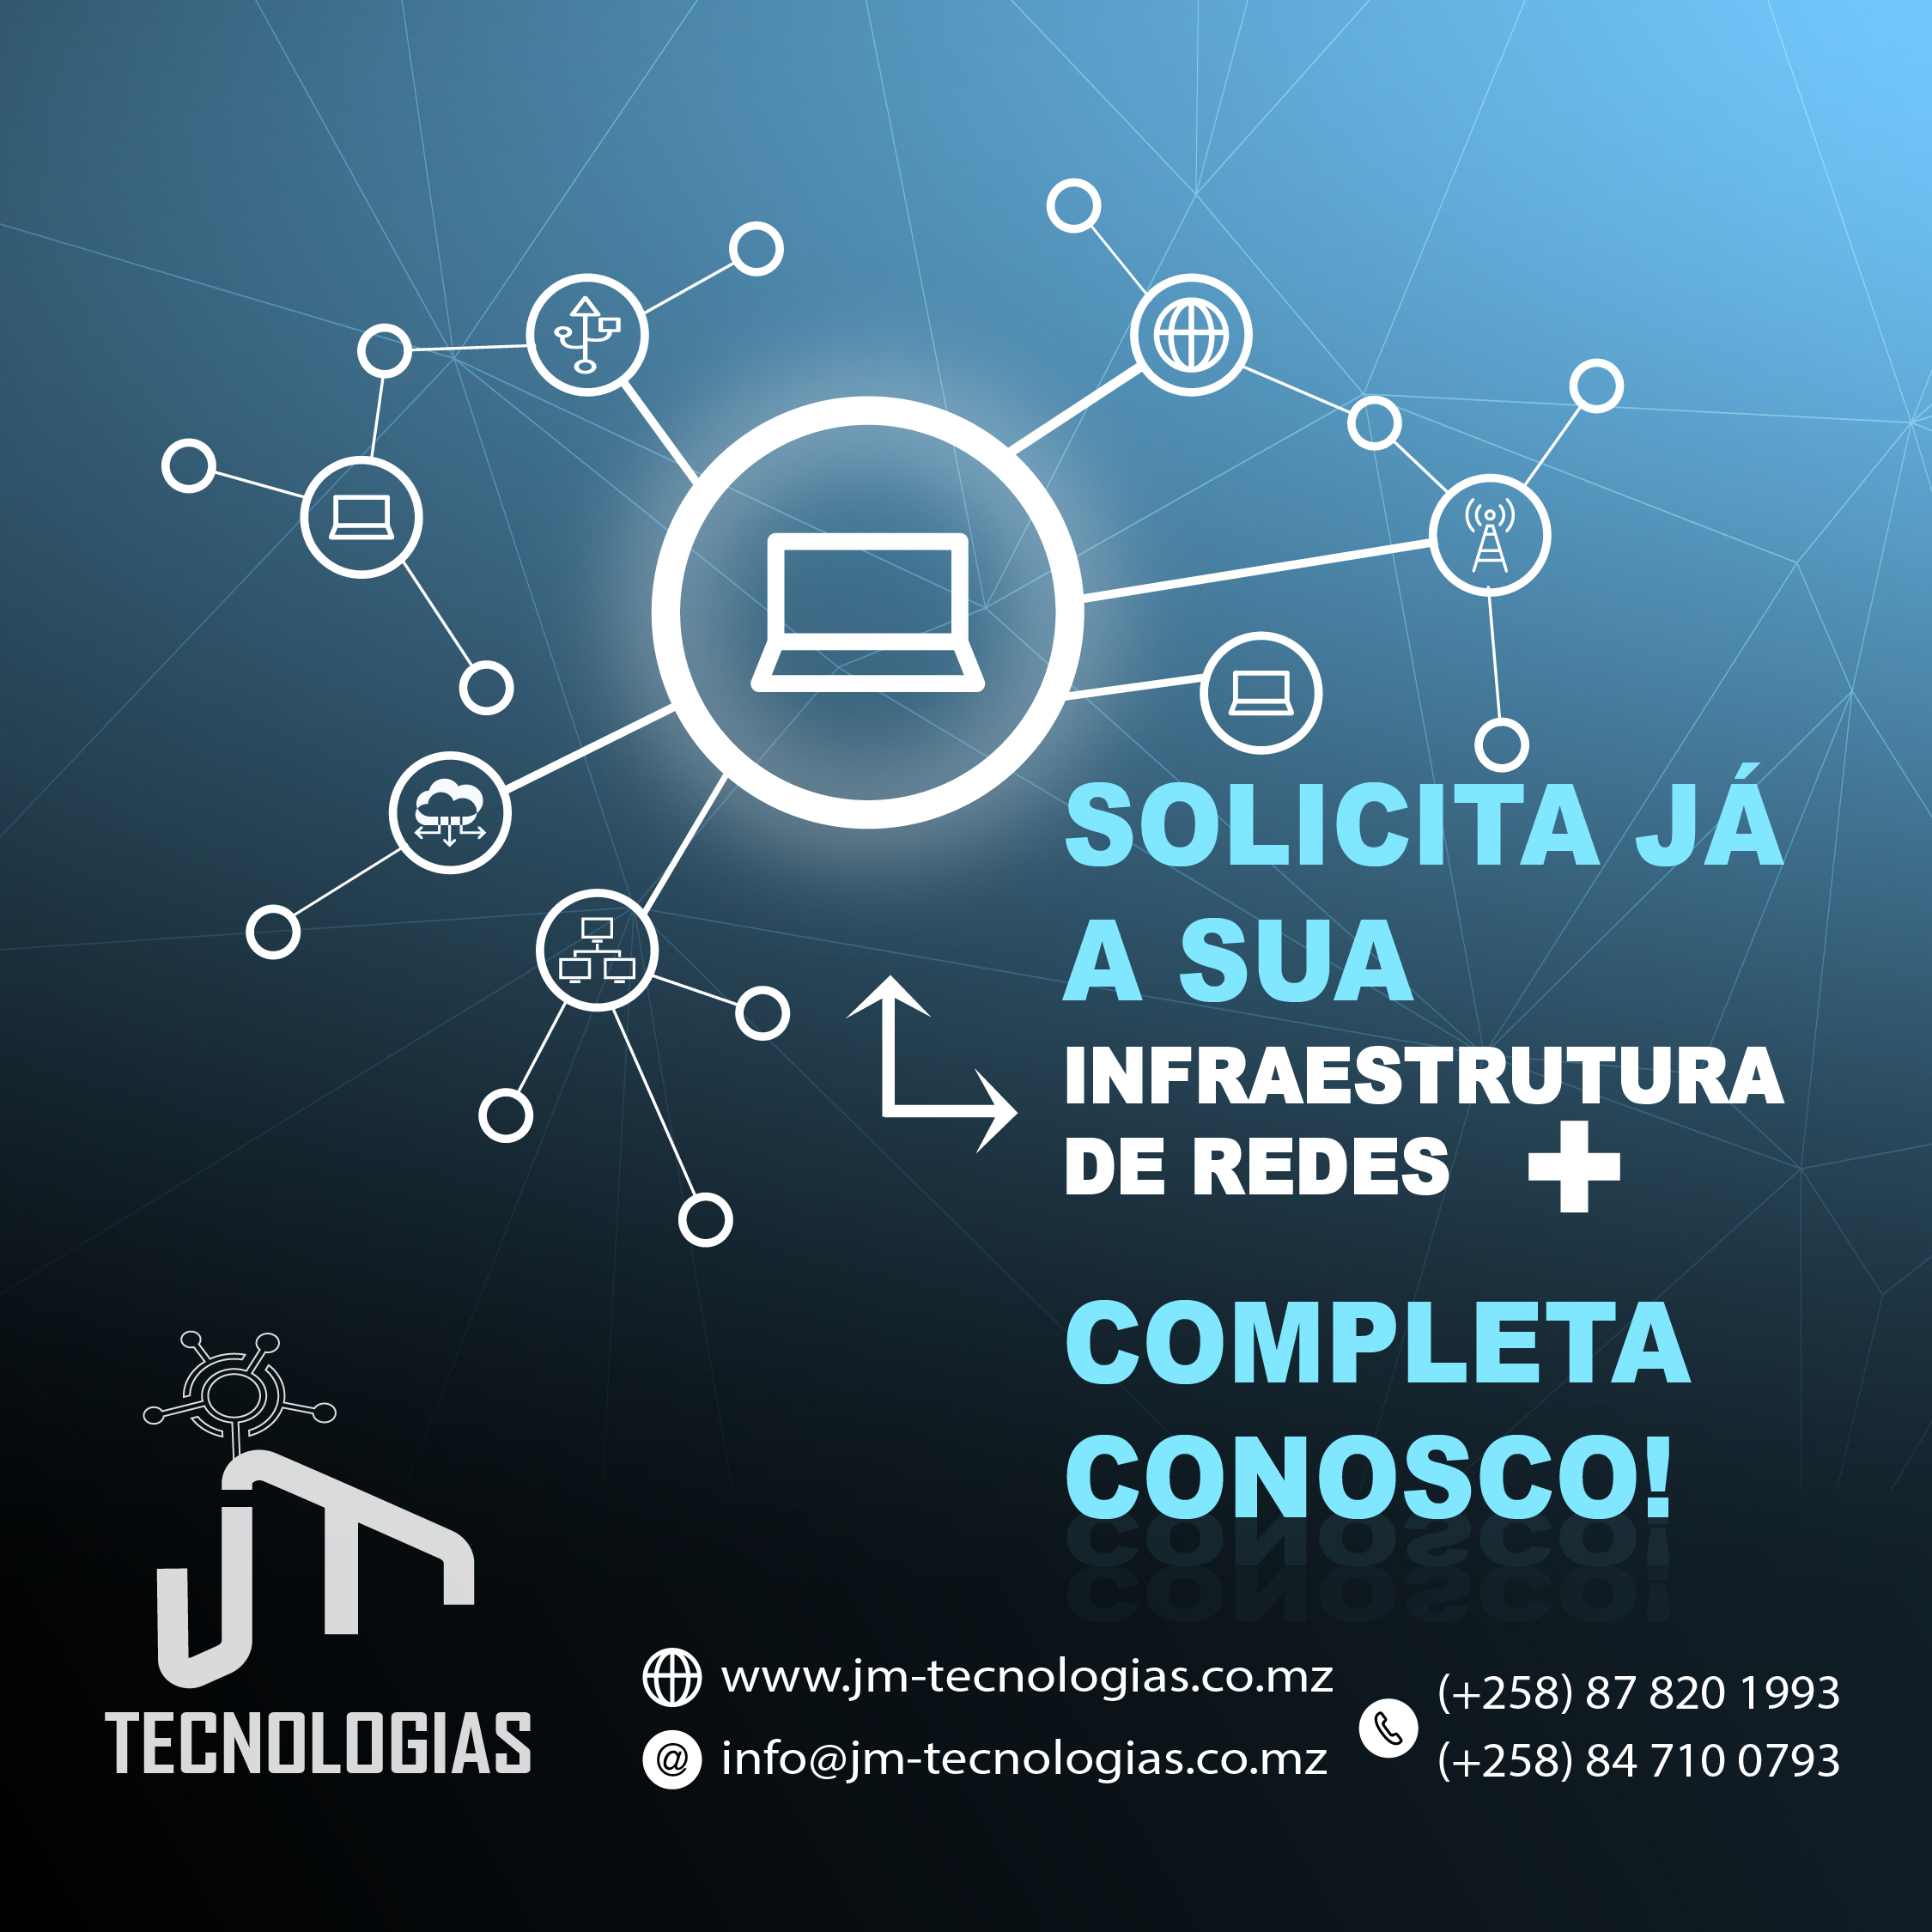 SOLICITA JÁ
A SUA
INFRAESTRUTURA
DE REDES +
COMPLETA
CONOSCO!
JM
TECNOLOGIAS
www.jm-tecnologias.co.mz
@ info@jm-tecnologias.co.mz
(+258) 87 820 1993
(+258) 84 710 0793